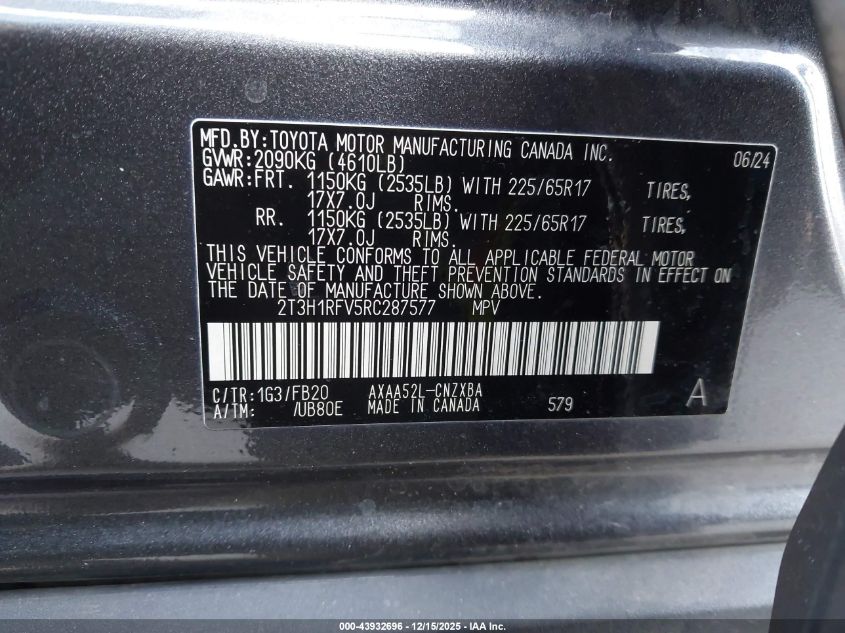 MFD.BY:TOYOTA MOTOR MANUFACTURING CANADA INC. 06/24
GVWR:2090KG (4610LB)
GAWR:FRT. 1150KG (2535LB) WITH 225/65R17 TIRES,
17X7.0J RIMS.
RR. 1150KG (2535LB) WITH 225/65R17 TIRES,
17X7.0J RIMS.
THIS VEHICLE CONFORMS TO ALL APPLICABLE FEDERAL MOTOR
VEHICLE SAFETY AND THEFT PREVENTION STANDARDS IN EFFECT ON
THE DATE OF MANUFACTURE SHOWN ABOVE.
2T3H1RFV5RC287577 MPV
C/TR:1G3/FB20 AXAA52L-CNZXBA
A/TM: /UB80E MADE IN CANADA 579 A
000-43932696 - 12/15/2025 - IAA Inc.